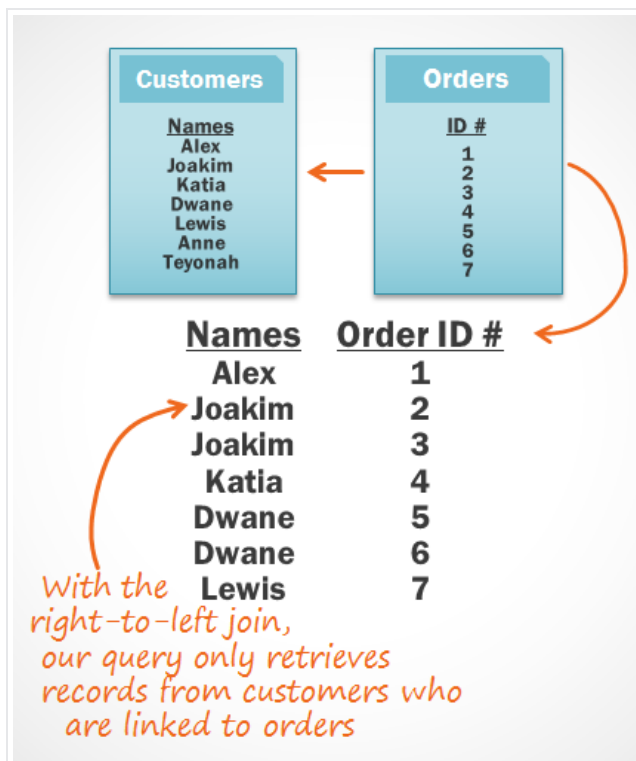 Customers
Names
Alex
Joakim
Katia
Dwane
Lewis
Anne
Teyonah
Orders
ID #
1
2
3
4
5
6
7
Names Order ID #
Alex 1
Joakim 2
Joakim 3
Katia 4
Dwane 5
Dwane 6
Lewis 7
With the
right-to-left join,
our query only retrieves
records from customers who
are linked to orders